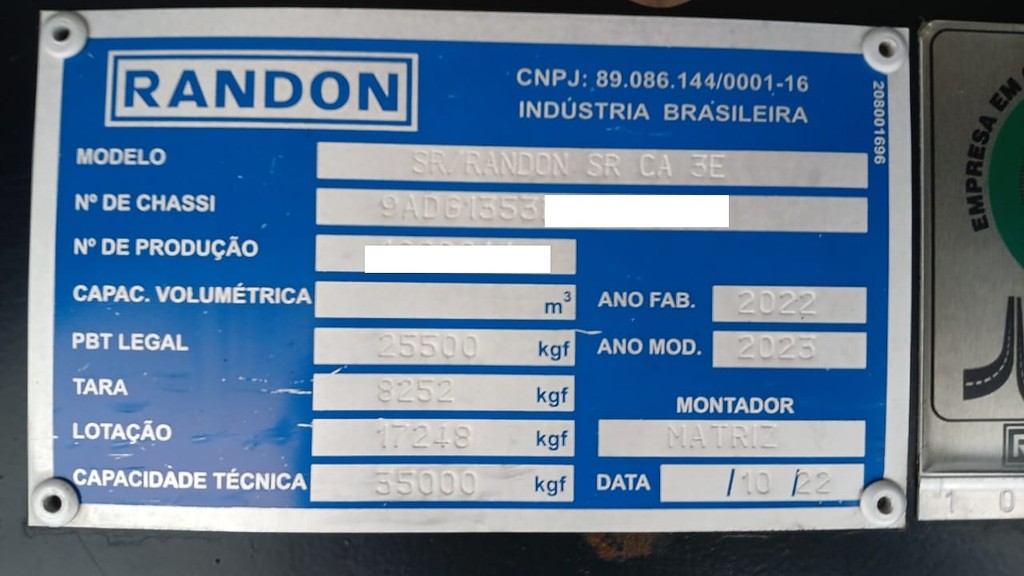 RANDON
CNPJ: 89.086.144/0001-16
INDÚSTRIA BRASILEIRA
208001696
MODELO SR/RANDON SR CA 3E
Nº DE CHASSI 9ADG1353
Nº DE PRODUÇÃO
CAPAC. VOLUMÉTRICA m³ ANO FAB. 2022
PBT LEGAL 25500 kgf ANO MOD. 2023
TARA 8252 kgf
MONTADOR
LOTAÇÃO 17248 kgf MATRIZ
CAPACIDADE TÉCNICA 35000 kgf DATA /10 /22
EMPRESA EM
1 0